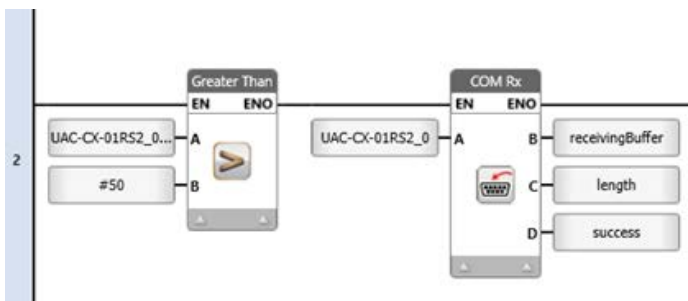 Greater Than
EN ENO
UAC-CX-01RS2_0... A
#50 B
2
COM Rx
EN ENO
UAC-CX-01RS2_0 A
B receivingBuffer
C length
D success